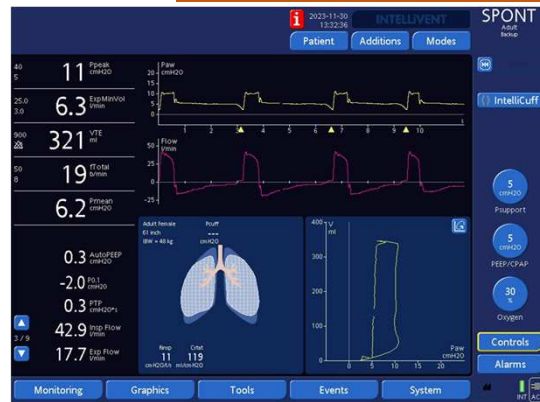 i
2023-11-30
13:32:36
INTELLIVENT
SPONT
Adult
Backup
Patient
Additions
Modes
40
5
11
Ppeak
cmH2O
25.0
3.0
6.3
ExpMinVol
l/min
900
321
VTE
ml
50
8
19
fTotal
b/min
6.2
Pmean
cmH2O
0.3
AutoPEEP
cmH2O
-2.0
P0.1
cmH2O
0.3
PTP
cmH2O*s
42.9
Insp Flow
l/min
3 / 9
17.7
Exp Flow
l/min
Paw
cmH2O
20
15
10
5
0
1 2 3 4 6 7 8 9 10
Flow
l/min
50
25
0
-25
Adult Female
61 inch
IBW = 48 kg
Pcuff
---
cmH2O
Rinsp
11
cmH2O/l/s
Cstat
119
ml/cmH2O
V
ml
400
300
200
100
0
0 5 10 15 20
Paw
cmH2O
IntelliCuff
5
cmH2O
Psupport
5
cmH2O
PEEP/CPAP
30
%
Oxygen
Controls
Alarms
Monitoring
Graphics
Tools
Events
System
INT
AC